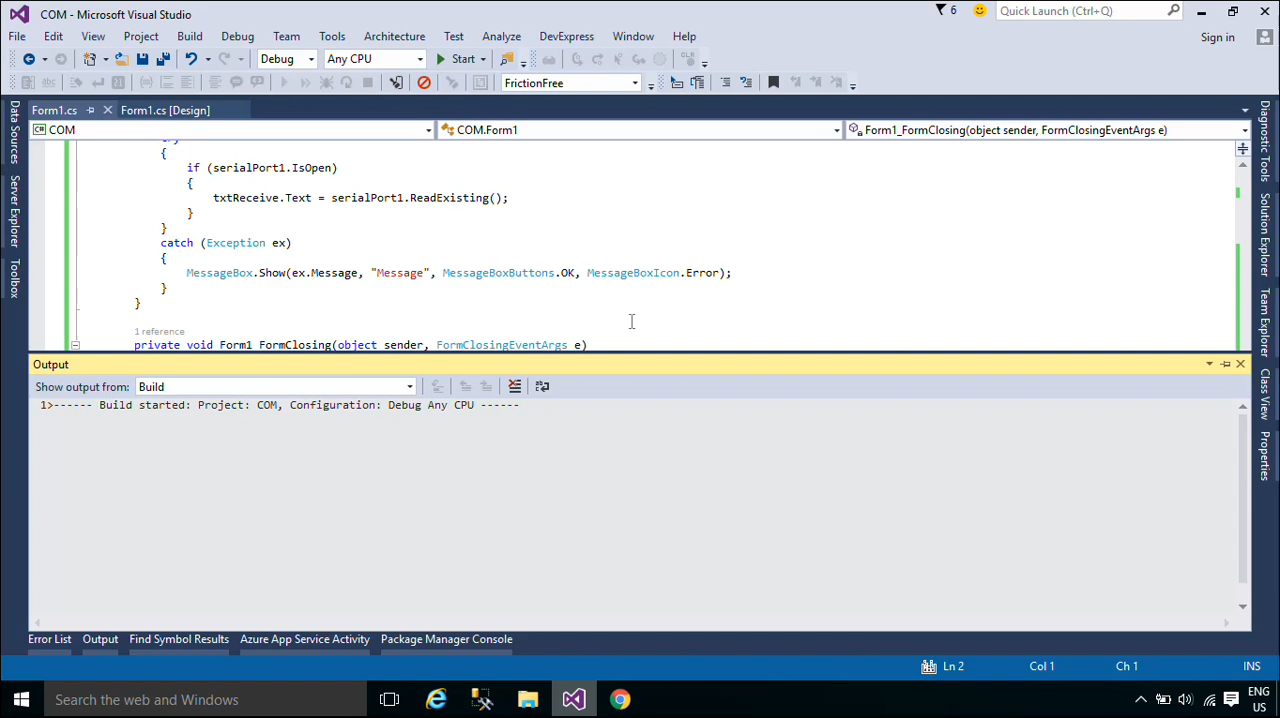 COM - Microsoft Visual Studio
6
Quick Launch (Ctrl+Q)
File Edit View Project Build Debug Team Tools Architecture Test Analyze DevExpress Window Help
Sign in
Debug Any CPU Start
FrictionFree
Form1.cs Form1.cs [Design]
COM COM.Form1 Form1_FormClosing(object sender, FormClosingEventArgs e)
{
if (serialPort1.IsOpen)
{
txtReceive.Text = serialPort1.ReadExisting();
}
}
catch (Exception ex)
{
MessageBox.Show(ex.Message, "Message", MessageBoxButtons.OK, MessageBoxIcon.Error);
}
}
1 reference
private void Form1_FormClosing(object sender, FormClosingEventArgs e)
Data Sources
Server Explorer
Toolbox
Diagnostic Tools
Solution Explorer
Team Explorer
Class View
Properties
Output
Show output from: Build
1>------ Build started: Project: COM, Configuration: Debug Any CPU ------
Error List Output Find Symbol Results Azure App Service Activity Package Manager Console
Ln 2 Col 1 Ch 1 INS
Search the web and Windows
ENG
US